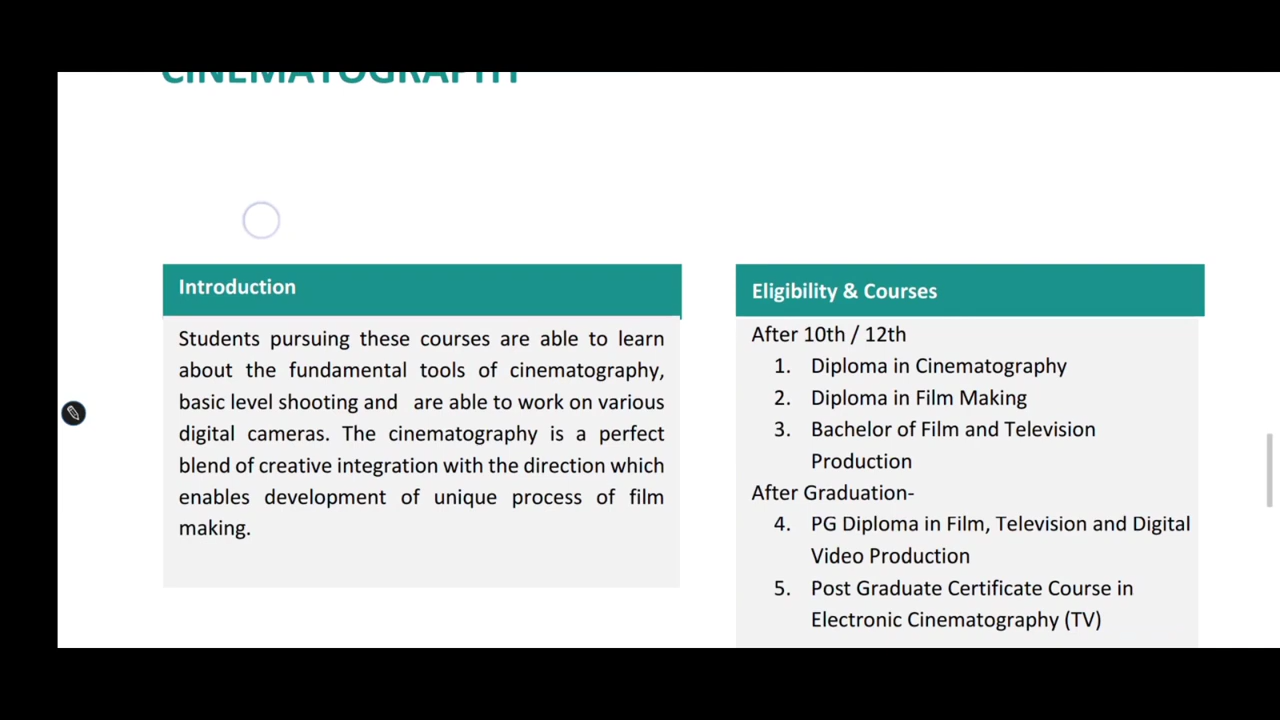 CINEMATOGRAPHY
Introduction
Students pursuing these courses are able to learn
about the fundamental tools of cinematography,
basic level shooting and are able to work on various
digital cameras. The cinematography is a perfect
blend of creative integration with the direction which
enables development of unique process of film
making.
Eligibility & Courses
After 10th / 12th
1. Diploma in Cinematography
2. Diploma in Film Making
3. Bachelor of Film and Television
Production
After Graduation-
4. PG Diploma in Film, Television and Digital
Video Production
5. Post Graduate Certificate Course in
Electronic Cinematography (TV)